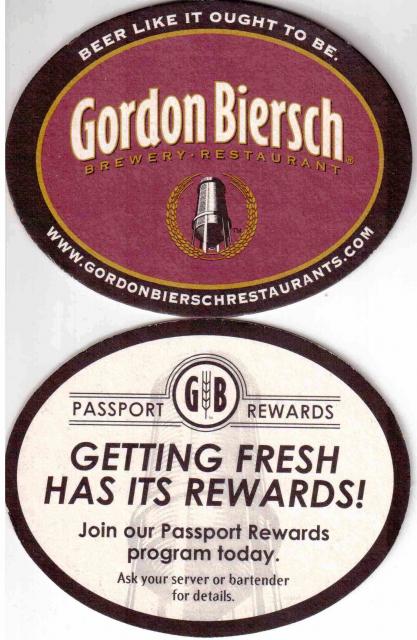 BEER LIKE IT OUGHT TO BE.
Gordon Biersch®
BREWERY·RESTAURANT
™
WWW.GORDONBIERSCHRESTAURANTS.COM
G B
PASSPORT REWARDS
GETTING FRESH
HAS ITS REWARDS!
Join our Passport Rewards
program today.
Ask your server or bartender
for details.